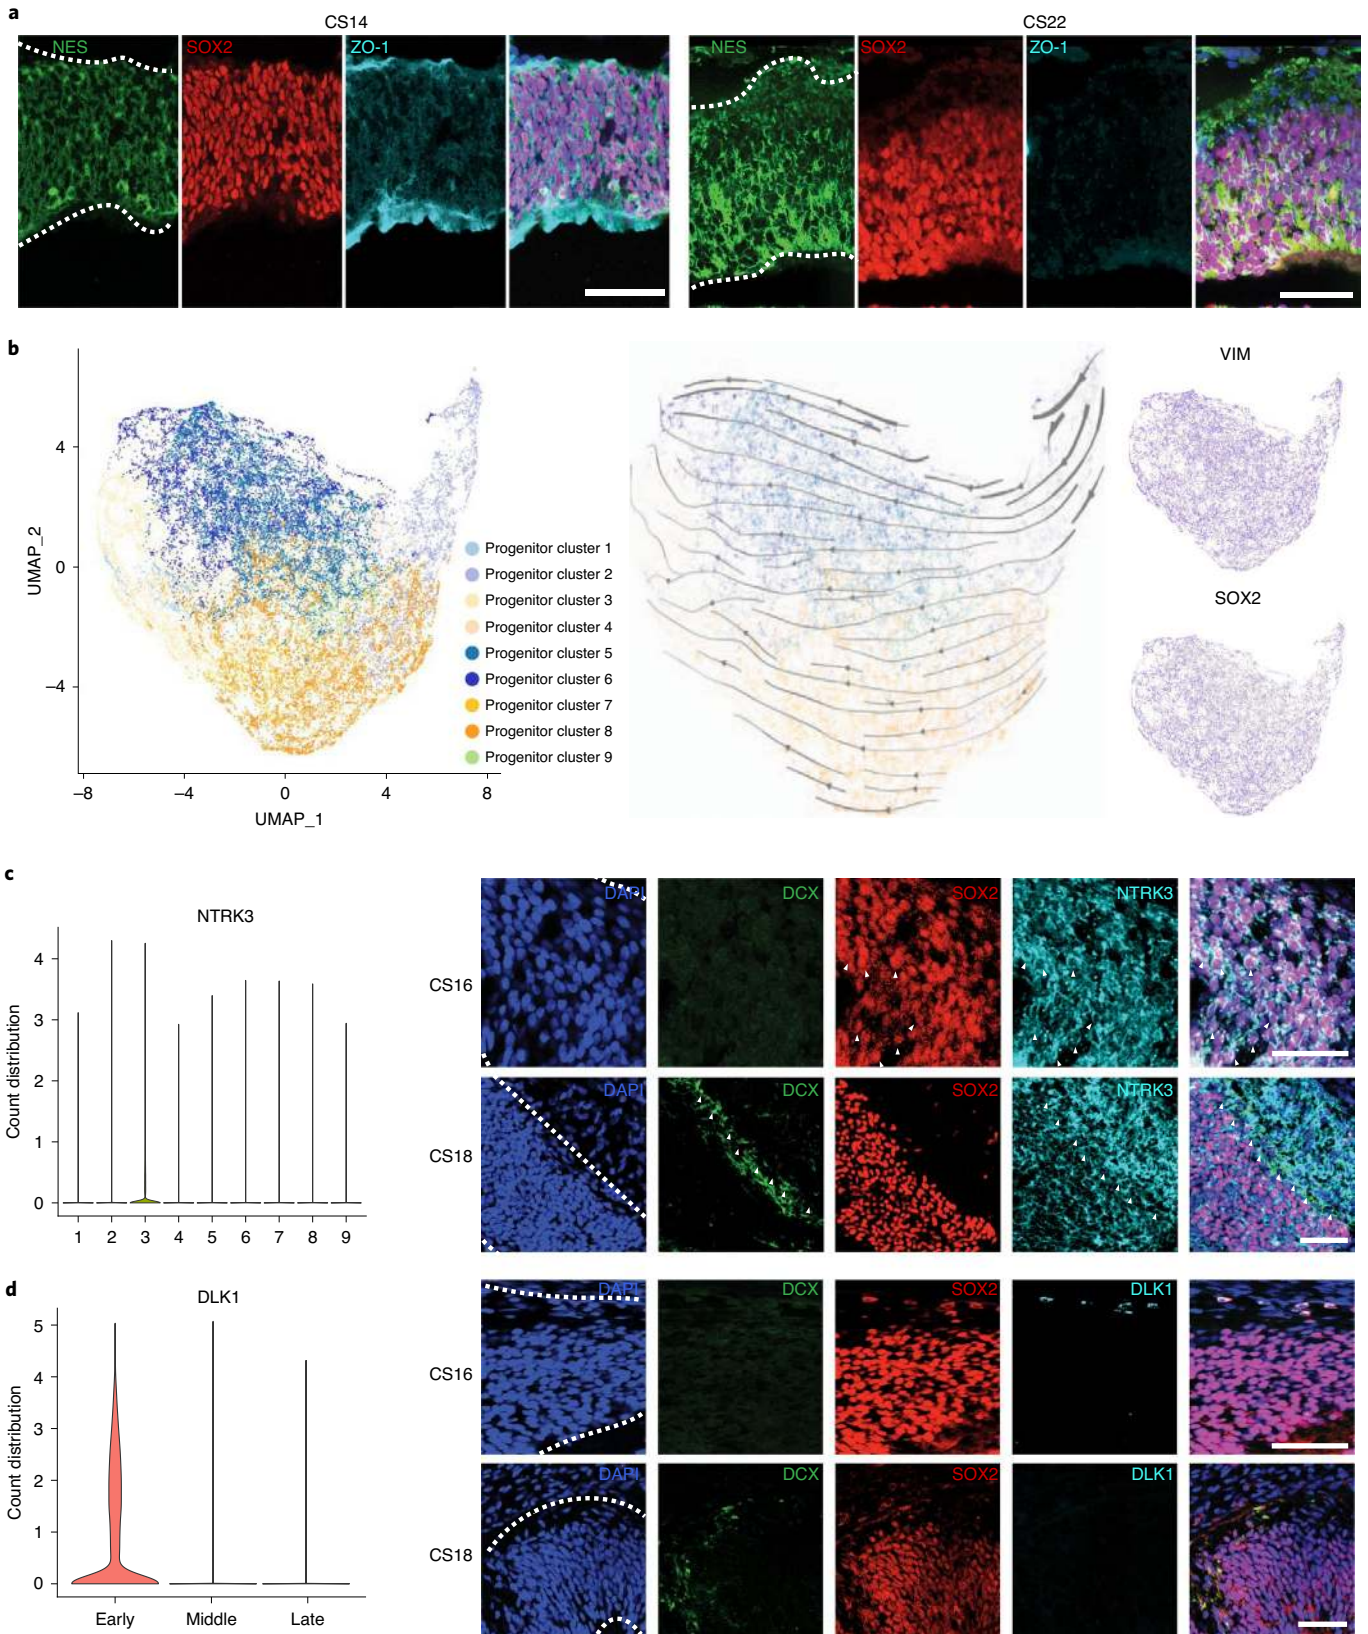 a
CS14
CS22
NES
SOX2
ZO-1
NES
SOX2
ZO-1
b
4
0
−4
UMAP_2
−8
−4
0
4
8
UMAP_1
Progenitor cluster 1
Progenitor cluster 2
Progenitor cluster 3
Progenitor cluster 4
Progenitor cluster 5
Progenitor cluster 6
Progenitor cluster 7
Progenitor cluster 8
Progenitor cluster 9
VIM
SOX2
c
NTRK3
Count distribution
4
3
2
1
0
1 2 3 4 5 6 7 8 9
CS16
DAPI
DCX
SOX2
NTRK3
CS18
DAPI
DCX
SOX2
NTRK3
d
DLK1
Count distribution
5
4
3
2
1
0
Early Middle Late
CS16
DAPI
DCX
SOX2
DLK1
CS18
DAPI
DCX
SOX2
DLK1